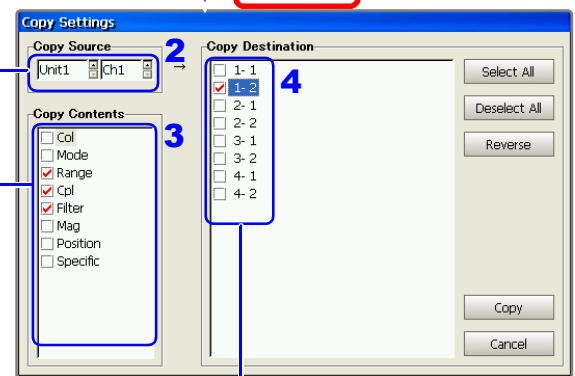 Copy Settings
Copy Source
2
Unit1 Ch1 →
Copy Contents
3
Col
Mode
Range
Cpl
Filter
Mag
Position
Specific
Copy Destination
4
1- 1
1- 2
2- 1
2- 2
3- 1
3- 2
4- 1
4- 2
Select All
Deselect All
Reverse
Copy
Cancel